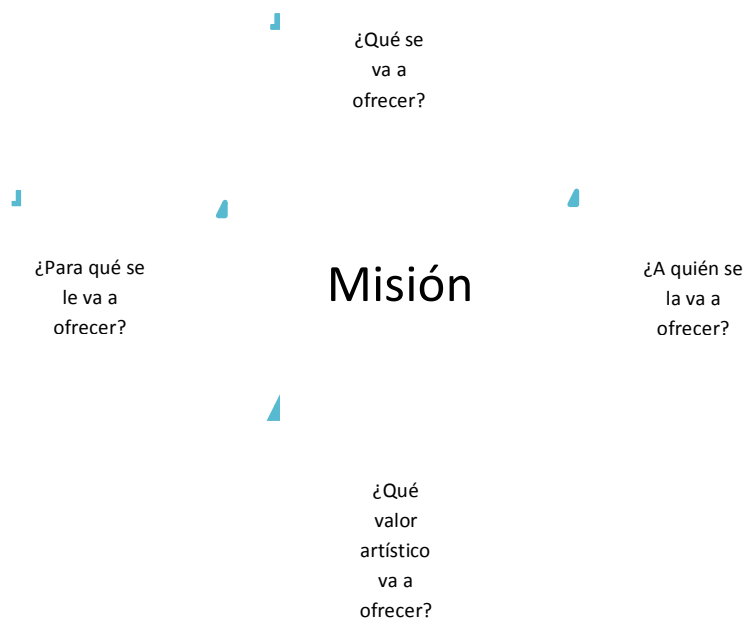 ¿Qué se
va a
ofrecer?
¿Para qué se
le va a
ofrecer?
Misión
¿A quién se
la va a
ofrecer?
¿Qué
valor
artístico
va a
ofrecer?